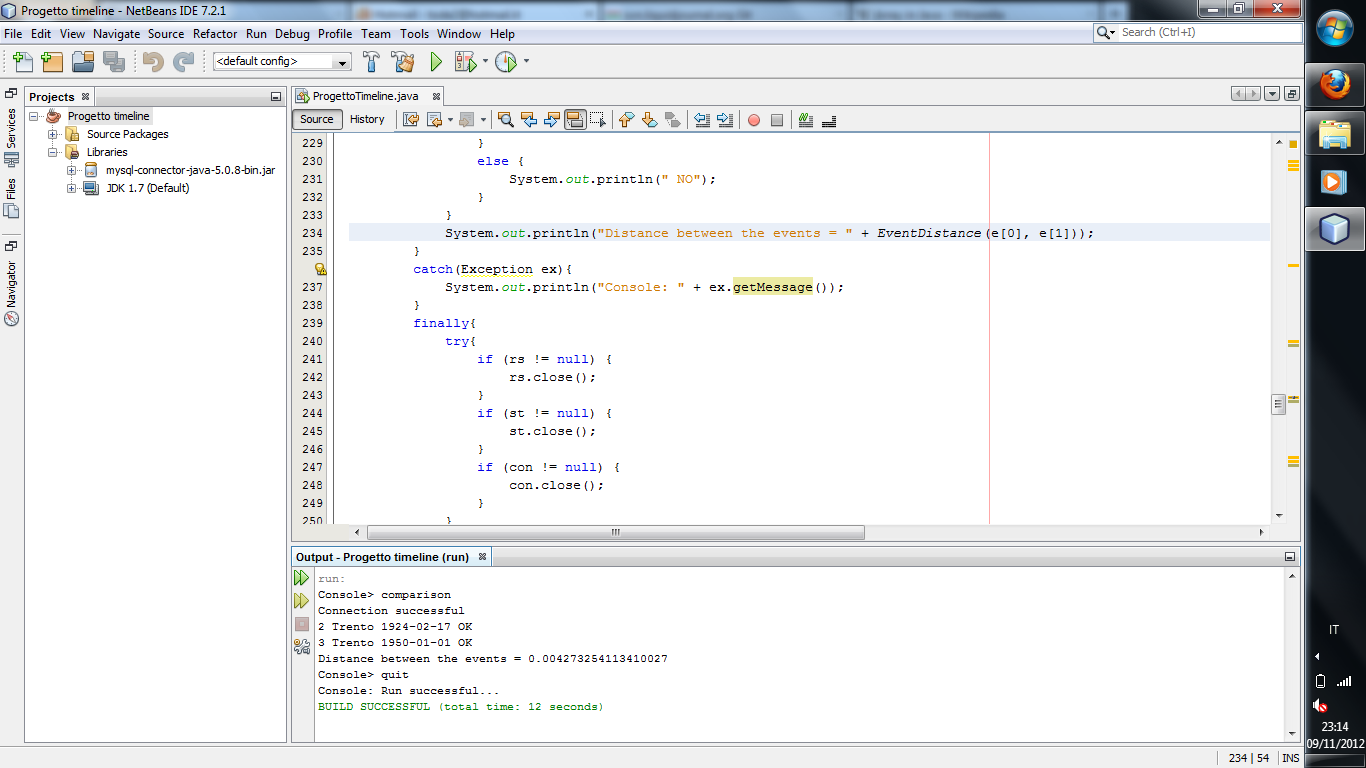 Progetto timeline - NetBeans IDE 7.2.1
File Edit View Navigate Source Refactor Run Debug Profile Team Tools Window Help
Search (Ctrl+I)
<default config>
Services
Files
Navigator
Projects
Progetto timeline
Source Packages
Libraries
mysql-connector-java-5.0.8-bin.jar
JDK 1.7 (Default)
ProgettoTimeline.java
Source History
229 }
230 else {
231 System.out.println(" NO");
232 }
233 }
234 System.out.println("Distance between the events = " + EventDistance(e[0], e[1]));
235 }
catch(Exception ex){
237 System.out.println("Console: " + ex.getMessage());
238 }
239 finally{
240 try{
241 if (rs != null) {
242 rs.close();
243 }
244 if (st != null) {
245 st.close();
246 }
247 if (con != null) {
248 con.close();
249 }
250 }
Output - Progetto timeline (run)
run:
Console> comparison
Connection successful
2 Trento 1924-02-17 OK
3 Trento 1950-01-01 OK
Distance between the events = 0.004273254113410027
Console> quit
Console: Run successful...
BUILD SUCCESSFUL (total time: 12 seconds)
234 | 54 INS
IT
23:14
09/11/2012